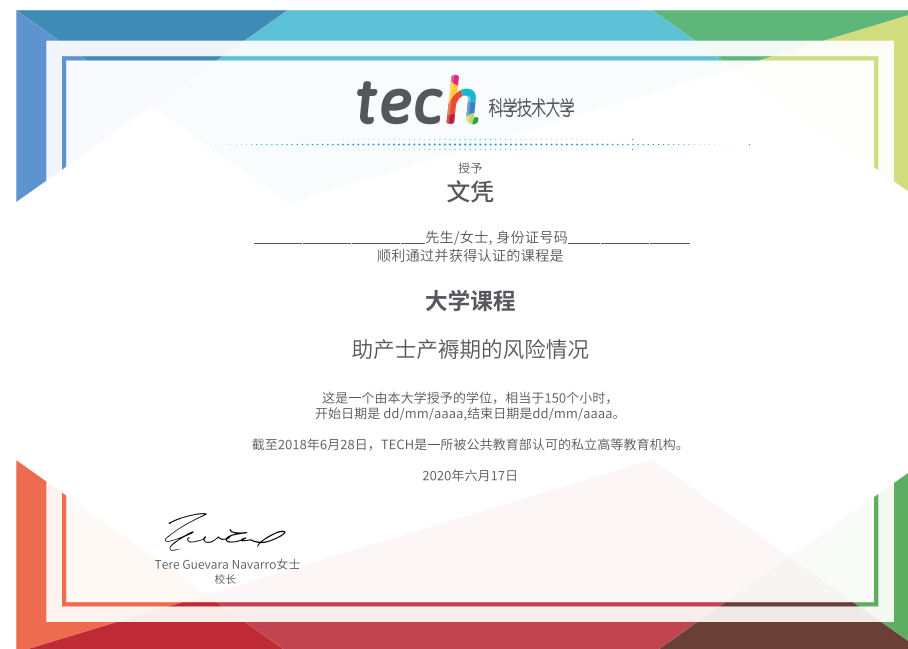 tech 科学技术大学
授予
文凭
先生/女士, 身份证号码
顺利通过并获得认证的课程是
大学课程
助产士产褥期的风险情况
这是一个由本大学授予的学位，相当于150个小时，
开始日期是 dd/mm/aaaa,结束日期是dd/mm/aaaa。
截至2018年6月28日，TECH是一所被公共教育部认可的私立高等教育机构。
2020年六月17日
Tere Guevara Navarro女士
校长